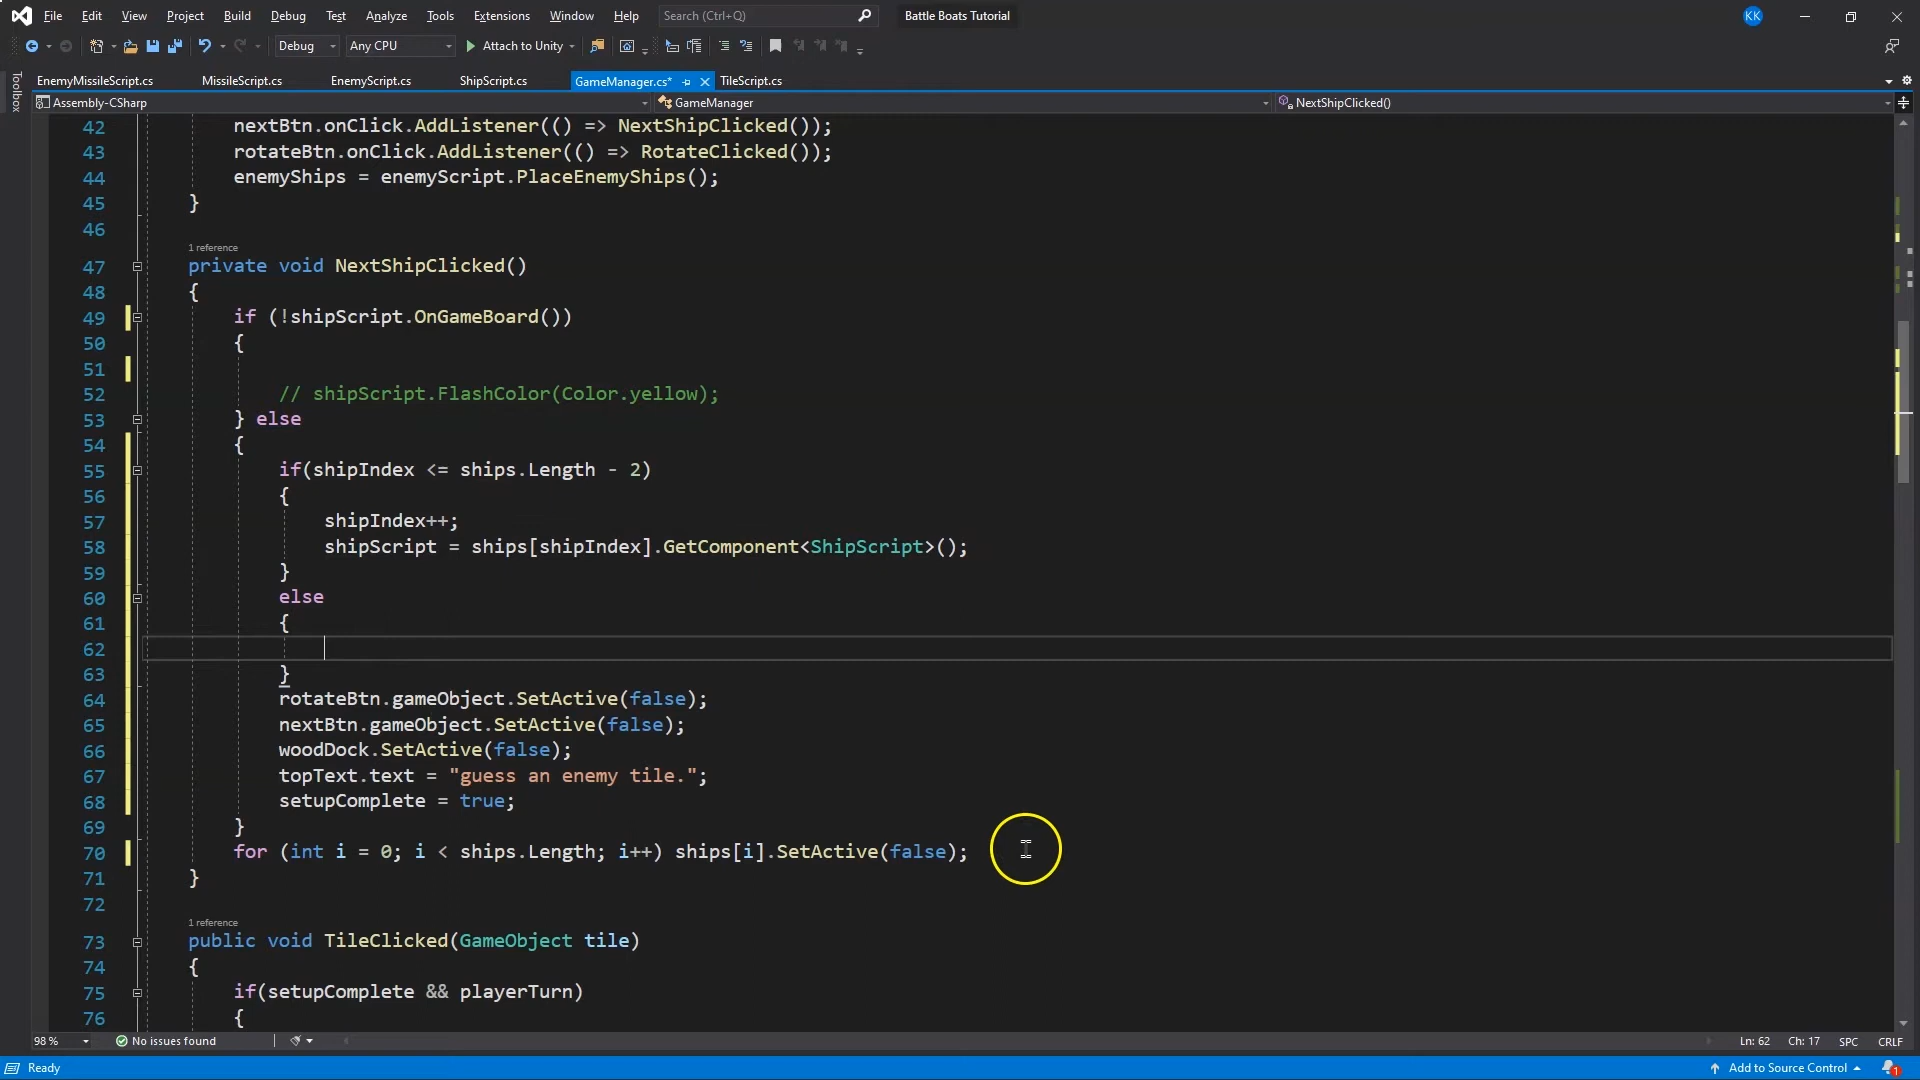 File Edit View Project Build Debug Test Analyze Tools Extensions Window Help Search (Ctrl+Q) Battle Boats Tutorial KK
Debug Any CPU Attach to Unity
EnemyMissileScript.cs MissileScript.cs EnemyScript.cs ShipScript.cs GameManager.cs* TileScript.cs
Toolbox
Assembly-CSharp GameManager NextShipClicked()
42 nextBtn.onClick.AddListener(() => NextShipClicked());
43 rotateBtn.onClick.AddListener(() => RotateClicked());
44 enemyShips = enemyScript.PlaceEnemyShips();
45 }
46
1 reference
47 private void NextShipClicked()
48 {
49 if (!shipScript.OnGameBoard())
50 {
51
52 // shipScript.FlashColor(Color.yellow);
53 } else
54 {
55 if(shipIndex <= ships.Length - 2)
56 {
57 shipIndex++;
58 shipScript = ships[shipIndex].GetComponent<ShipScript>();
59 }
60 else
61 {
62
63 }
64 rotateBtn.gameObject.SetActive(false);
65 nextBtn.gameObject.SetActive(false);
66 woodDock.SetActive(false);
67 topText.text = "guess an enemy tile.";
68 setupComplete = true;
69 }
70 for (int i = 0; i < ships.Length; i++) ships[i].SetActive(false);
71 }
72
1 reference
73 public void TileClicked(GameObject tile)
74 {
75 if(setupComplete && playerTurn)
76 {
98 % No issues found Ln: 62 Ch: 17 SPC CRLF
Ready Add to Source Control 1